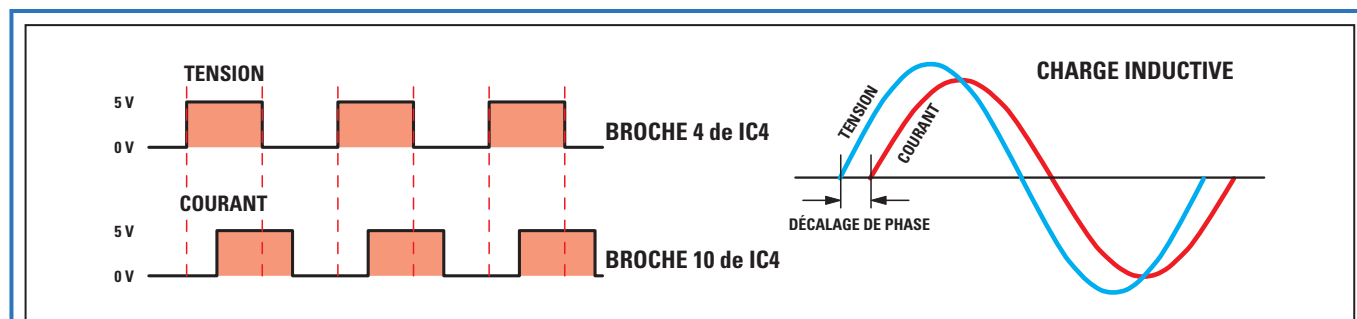 TENSION
5 V
0 V
BROCHE 4 de IC4
COURANT
5 V
0 V
BROCHE 10 de IC4
CHARGE INDUCTIVE
TENSION
COURANT
DÉCALAGE DE PHASE